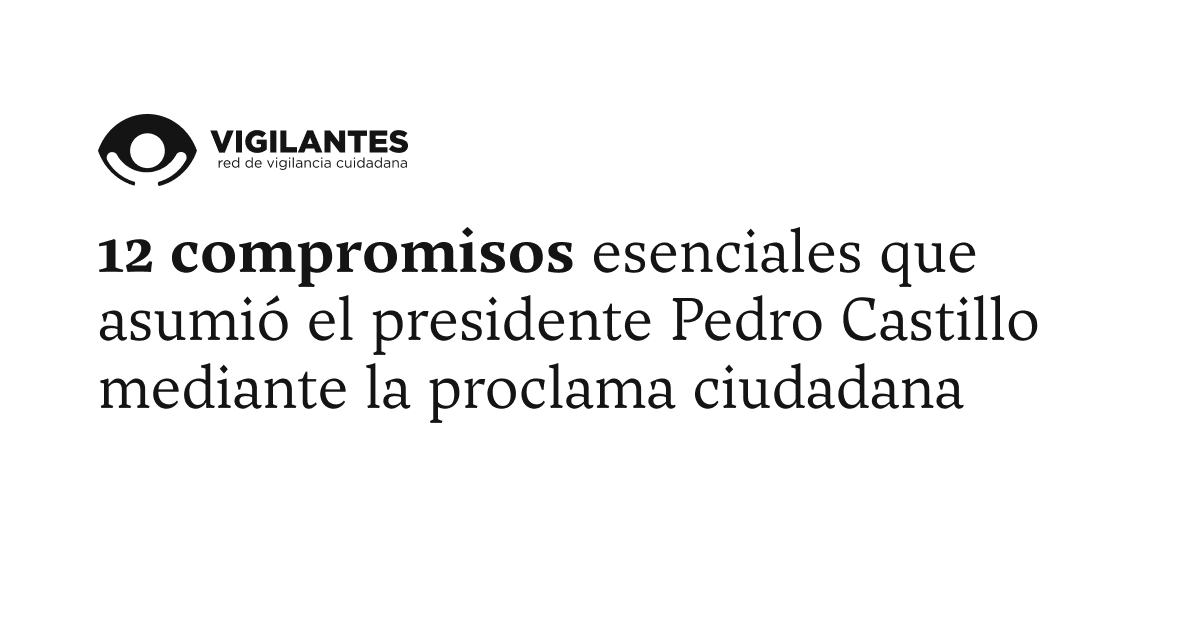 VIGILANTES
red de vigilancia cuidadana
12 compromisos esenciales que
asumió el presidente Pedro Castillo
mediante la proclama ciudadana